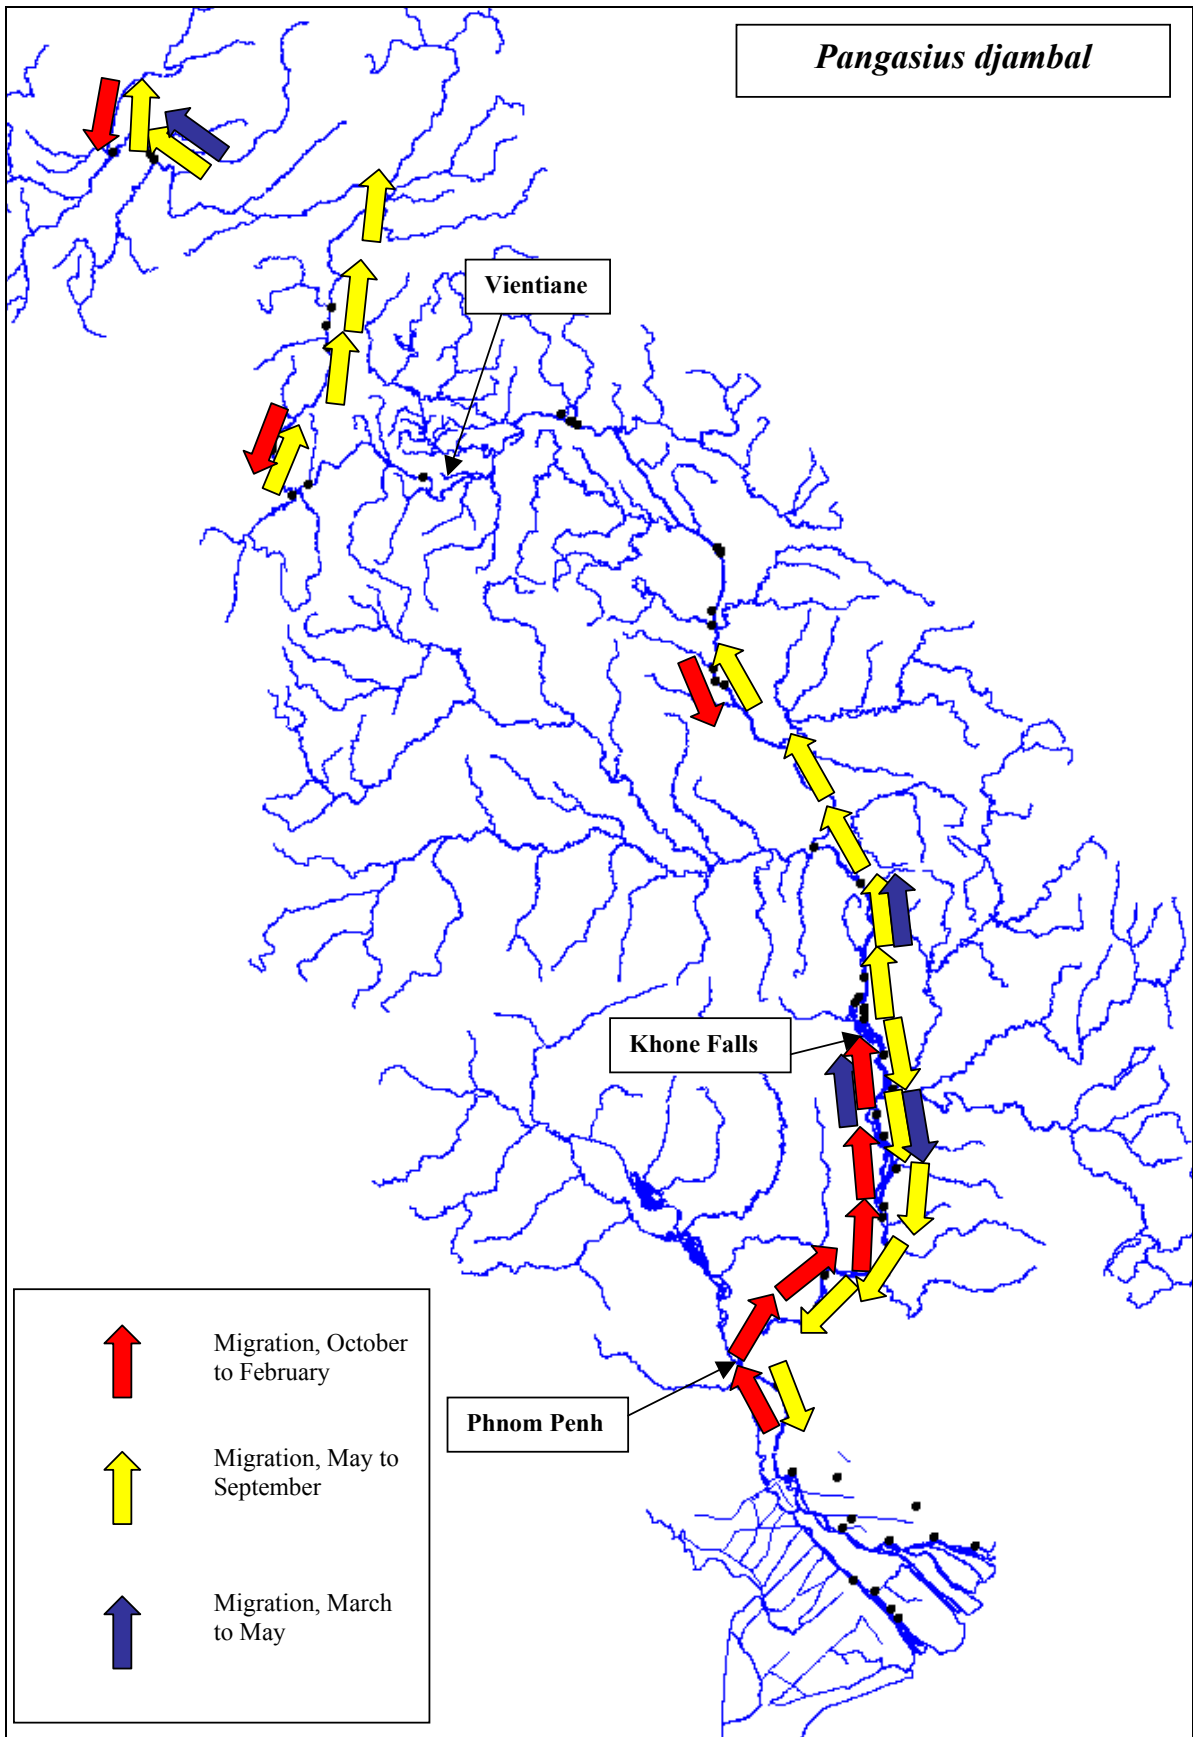 Pangasius djambal
Vientiane
Khone Falls
Phnom Penh
Migration, October
to February
Migration, May to
September
Migration, March
to May